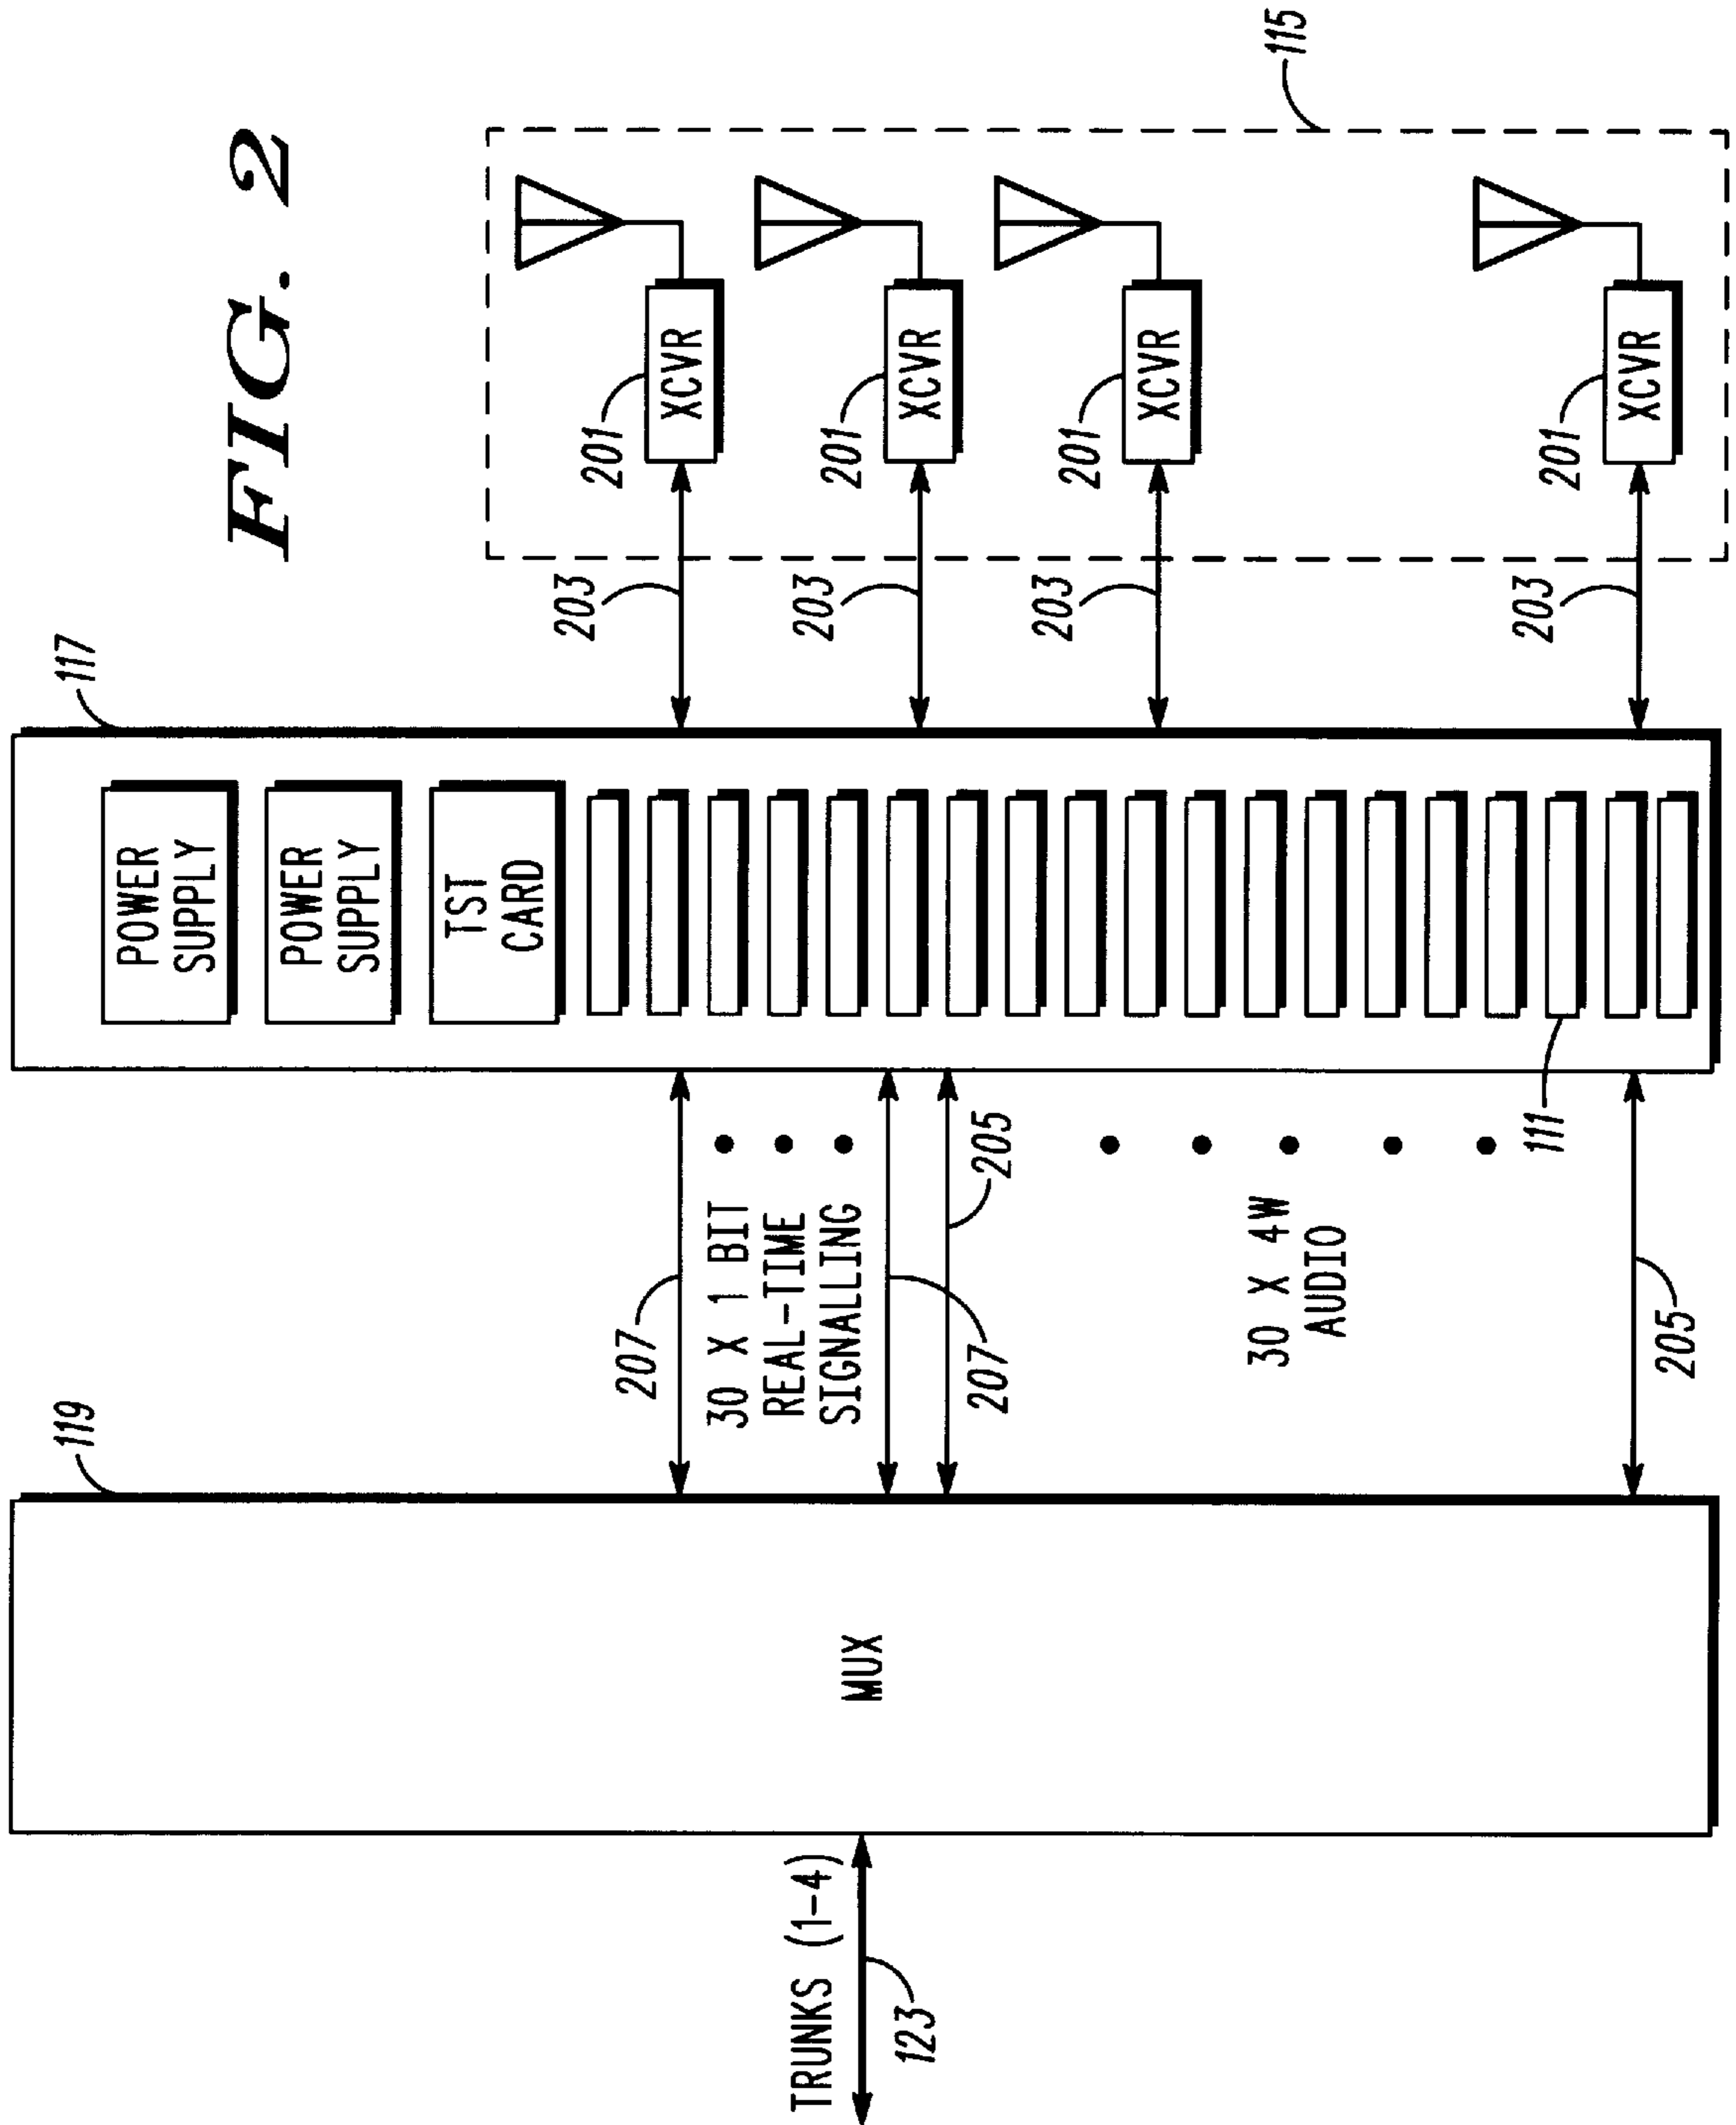 FIG. 2
119
117
115
POWER
SUPPLY
POWER
SUPPLY
TST
CARD
207
30 X 1 BIT
REAL-TIME
SIGNALLING
207
205
30 X 4W
AUDIO
205
111
MUX
TRUNKS (1-4)
123
203
201
XCVR
203
201
XCVR
203
201
XCVR
203
201
XCVR